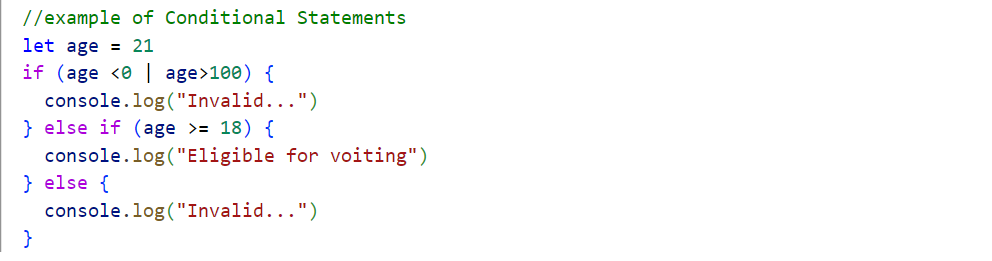 //example of Conditional Statements
let age = 21
if (age <0 | age>100) {
  console.log("Invalid...")
} else if (age >= 18) {
  console.log("Eligible for voiting")
} else {
  console.log("Invalid...")
}